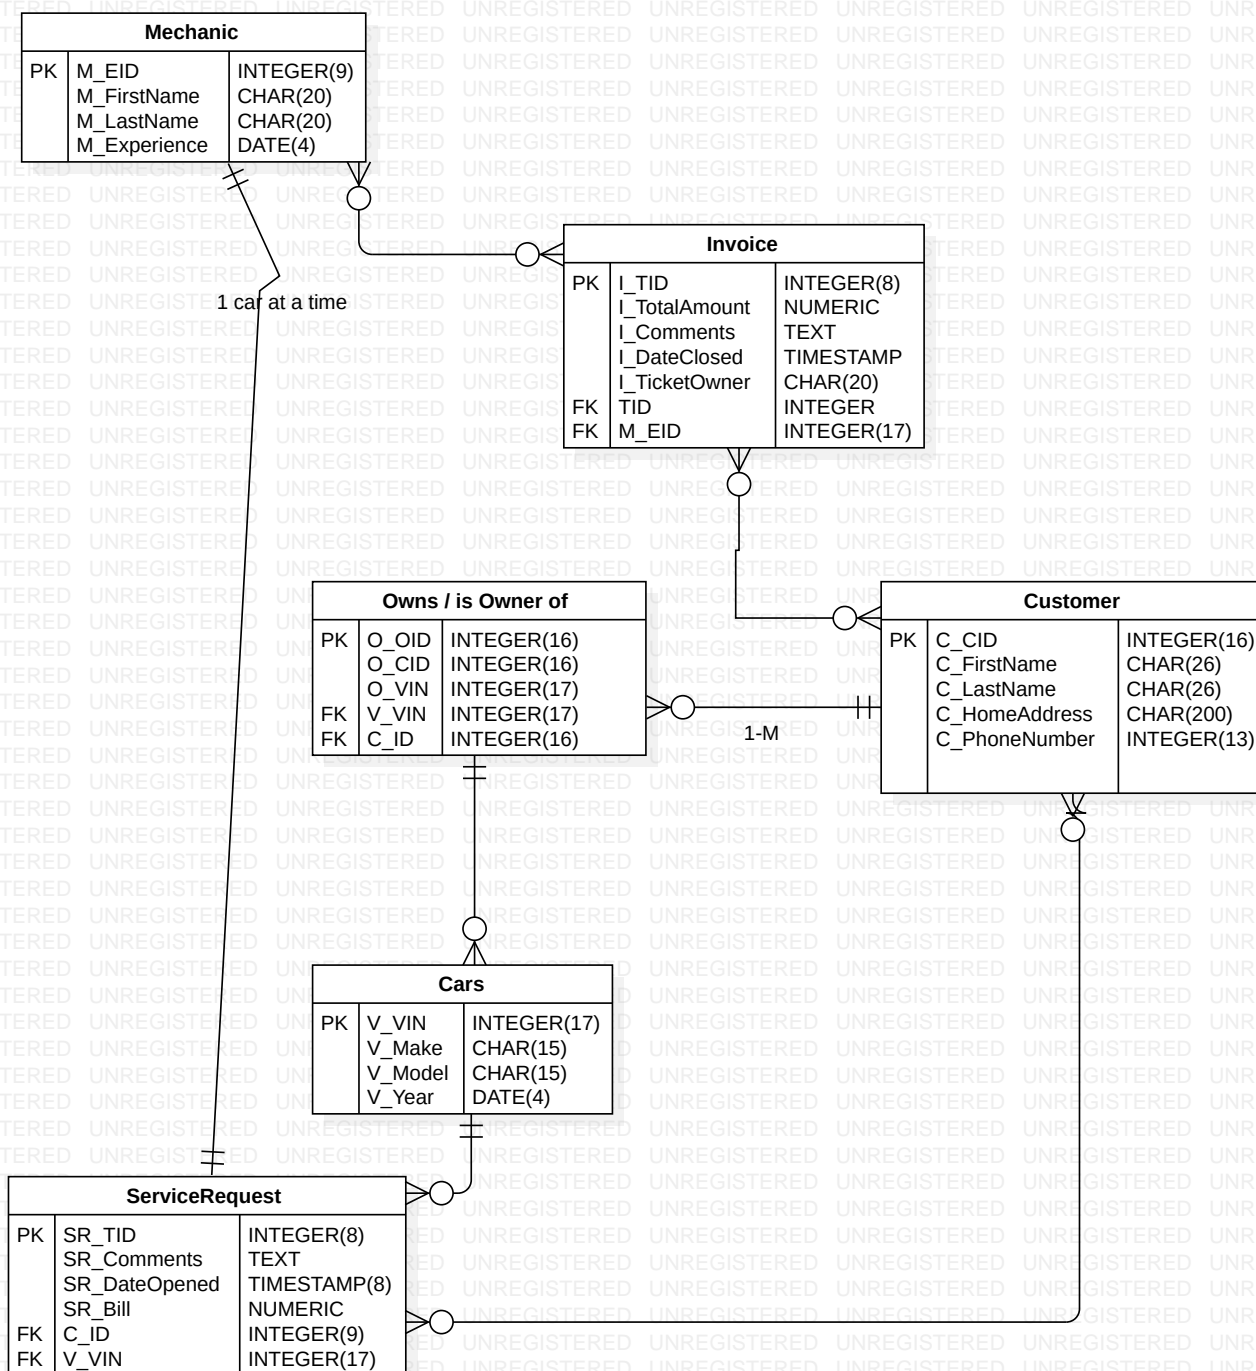 Mechanic
PK M_EID INTEGER(9)
M_FirstName CHAR(20)
M_LastName CHAR(20)
M_Experience DATE(4)
1 car at a time
Invoice
PK I_TID INTEGER(8)
I_TotalAmount NUMERIC
I_Comments TEXT
I_DateClosed TIMESTAMP
I_TicketOwner CHAR(20)
FK TID INTEGER
FK M_EID INTEGER(17)
Owns / is Owner of
PK O_OID INTEGER(16)
O_CID INTEGER(16)
O_VIN INTEGER(17)
FK V_VIN INTEGER(17)
FK C_ID INTEGER(16)
1-M
Customer
PK C_CID INTEGER(16)
C_FirstName CHAR(26)
C_LastName CHAR(26)
C_HomeAddress CHAR(200)
C_PhoneNumber INTEGER(13)
Cars
PK V_VIN INTEGER(17)
V_Make CHAR(15)
V_Model CHAR(15)
V_Year DATE(4)
ServiceRequest
PK SR_TID INTEGER(8)
SR_Comments TEXT
SR_DateOpened TIMESTAMP(8)
SR_Bill NUMERIC
FK C_ID INTEGER(9)
FK V_VIN INTEGER(17)
UNREGISTERED